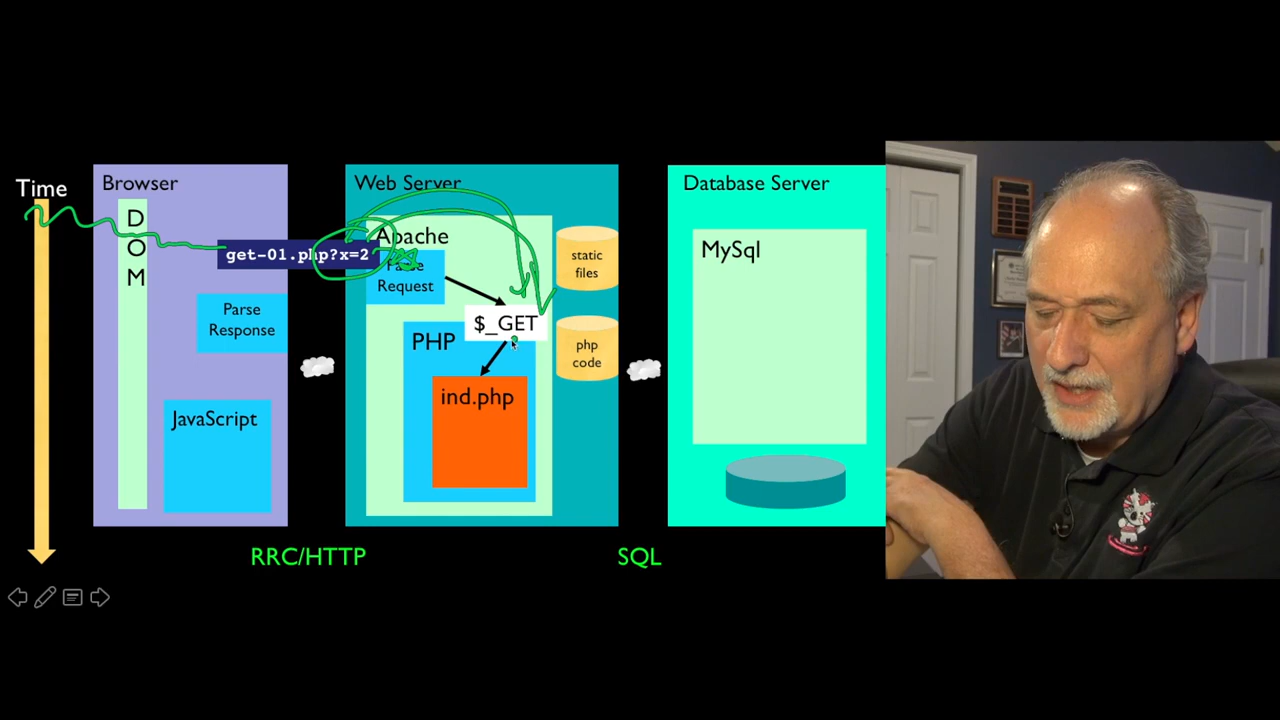 Time
Browser
D
O
M
get-01.php?x=2
Parse
Response
JavaScript
Web Server
Apache
Parse
Request
$_GET
PHP
ind.php
static
files
php
code
Database Server
MySql
RRC/HTTP
SQL